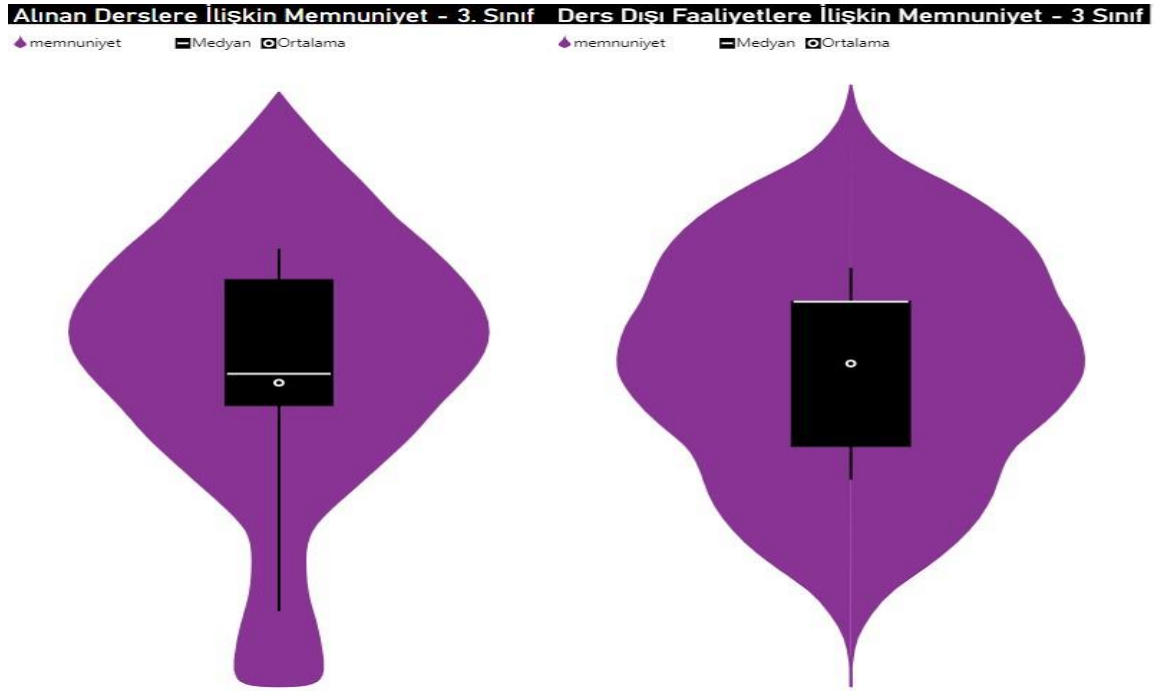 Alınan Derslere İlişkin Memnuniyet - 3. Sınıf
memnuniyet Medyan Ortalama
Ders Dışı Faaliyetlere İlişkin Memnuniyet - 3 Sınıf
memnuniyet Medyan Ortalama